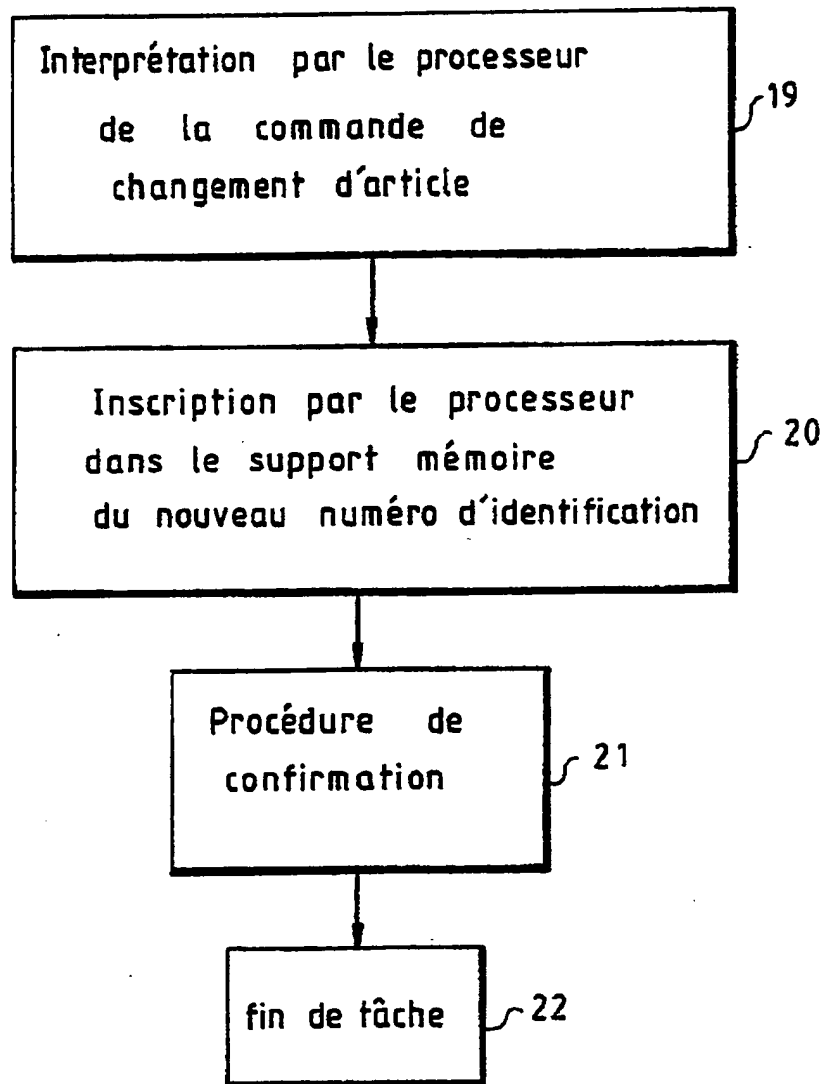 Interprétation par le processeur
de la commande de
changement d'article
19
Inscription par le processeur
dans le support mémoire
du nouveau numéro d'identification
20
Procédure de
confirmation
21
fin de tâche
22